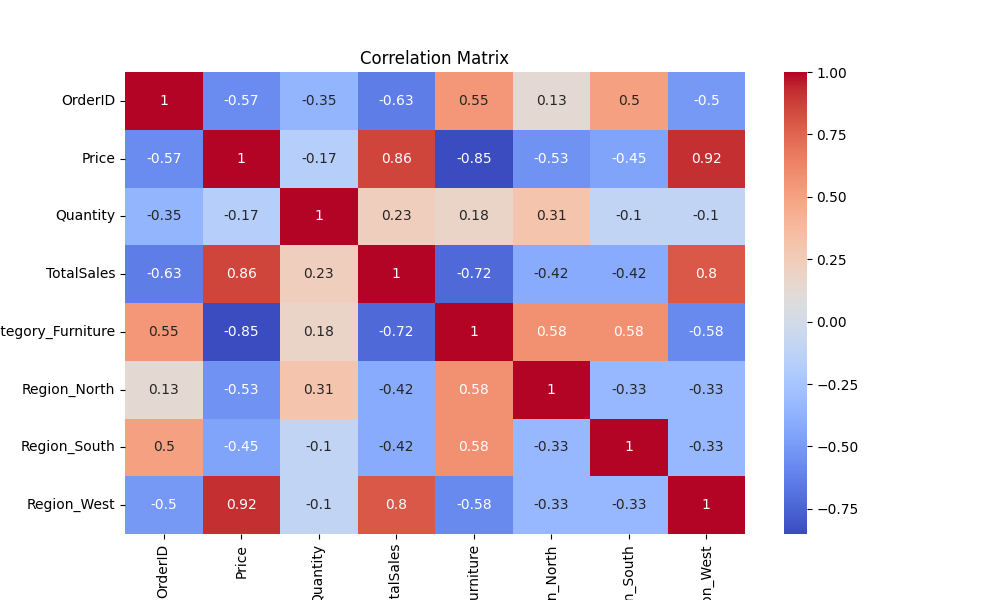 Correlation Matrix
OrderID 1 -0.57 -0.35 -0.63 0.55 0.13 0.5 -0.5
Price -0.57 1 -0.17 0.86 -0.85 -0.53 -0.45 0.92
Quantity -0.35 -0.17 1 0.23 0.18 0.31 -0.1 -0.1
TotalSales -0.63 0.86 0.23 1 -0.72 -0.42 -0.42 0.8
tegory_Furniture 0.55 -0.85 0.18 -0.72 1 0.58 0.58 -0.58
Region_North 0.13 -0.53 0.31 -0.42 0.58 1 -0.33 -0.33
Region_South 0.5 -0.45 -0.1 -0.42 0.58 -0.33 1 -0.33
Region_West -0.5 0.92 -0.1 0.8 -0.58 -0.33 -0.33 1
OrderID
Price
Quantity
talSales
urniture
n_North
n_South
on_West
1.00
0.75
0.50
0.25
0.00
−0.25
−0.50
−0.75